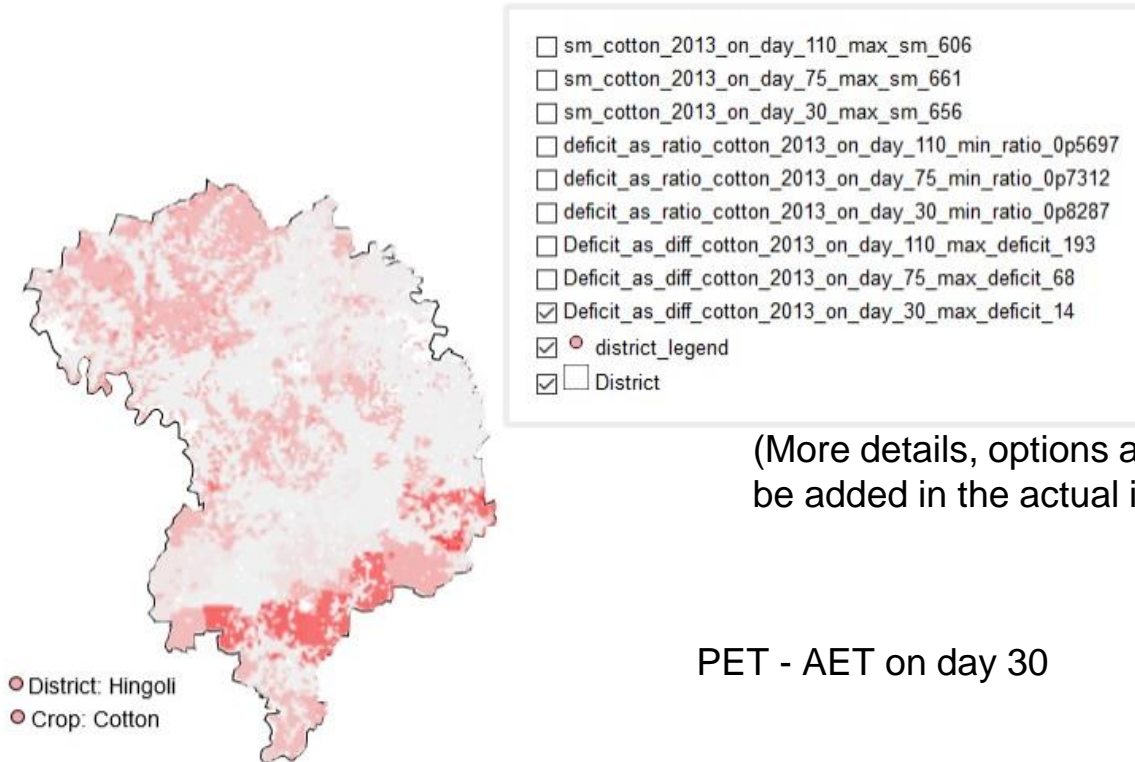 sm_cotton_2013_on_day_110_max_sm_606
sm_cotton_2013_on_day_75_max_sm_661
sm_cotton_2013_on_day_30_max_sm_656
deficit_as_ratio_cotton_2013_on_day_110_min_ratio_0p5697
deficit_as_ratio_cotton_2013_on_day_75_min_ratio_0p7312
deficit_as_ratio_cotton_2013_on_day_30_min_ratio_0p8287
Deficit_as_diff_cotton_2013_on_day_110_max_deficit_193
Deficit_as_diff_cotton_2013_on_day_75_max_deficit_68
Deficit_as_diff_cotton_2013_on_day_30_max_deficit_14
district_legend
District
(More details, options
be added in the actual
PET - AET on day 30
District: Hingoli
Crop: Cotton